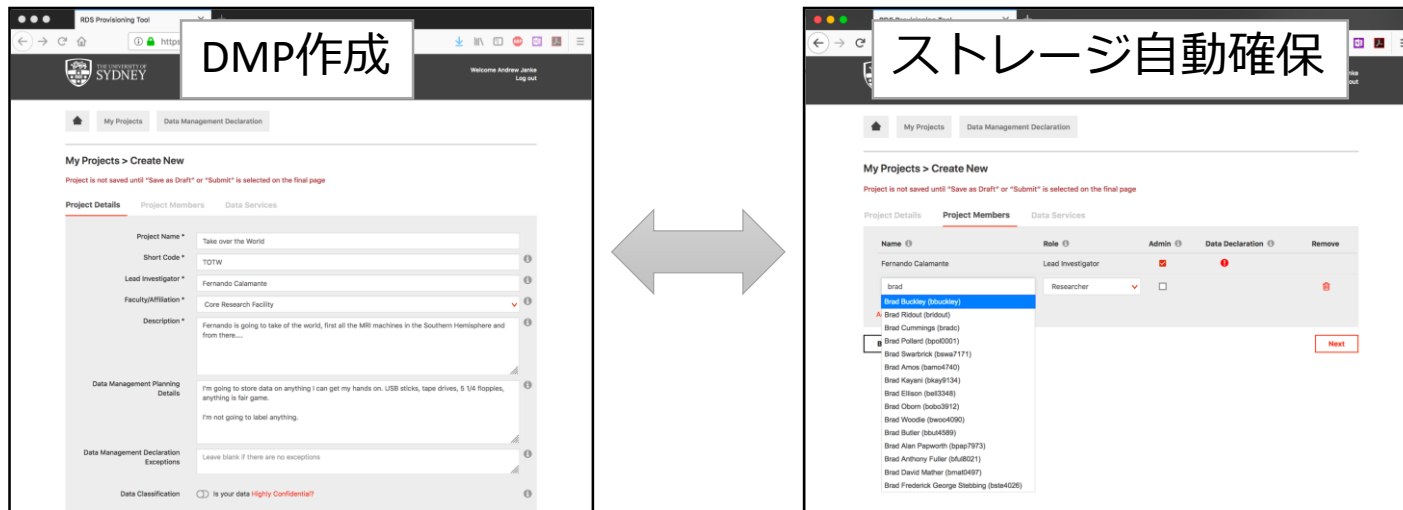 RDS Provisioning Tool
https
DMP作成
THE UNIVERSITY OF
SYDNEY
Welcome Andrew Janke
Log out
My Projects
Data Management Declaration
My Projects > Create New
Project is not saved until "Save as Draft" or "Submit" is selected on the final page
Project Details
Project Members
Data Services
Project Name *
Take over the World
Short Code *
TOTW
Lead Investigator *
Fernando Calamante
Faculty/Affiliation *
Core Research Facility
Description *
Fernando is going to take of the world, first all the MRI machines in the Southern Hemisphere and
from there....
Data Management Planning
Details
I'm going to store data on anything I can get my hands on. USB sticks, tape drives, 5 1/4 floppies,
anything is fair game.
I'm not going to label anything.
Data Management Declaration
Exceptions
Leave blank if there are no exceptions
Data Classification
Is your data Highly Confidential?
ストレージ自動確保
My Projects
Data Management Declaration
My Projects > Create New
Project is not saved until "Save as Draft" or "Submit" is selected on the final page
Project Details
Project Members
Data Services
Name
Role
Admin
Data Declaration
Remove
Fernando Calamante
Lead Investigator
brad
Researcher
Brad Buckley (bbuckley)
Brad Ridout (bridout)
Brad Cummings (bradc)
Brad Pollard (bpol0001)
Brad Swarbrick (bswa7171)
Brad Amos (bamo4740)
Brad Kayani (bkay9134)
Brad Ellison (bell3348)
Brad Oborn (bobo3912)
Brad Woodie (bwoo4090)
Brad Butler (bbut4589)
Brad Alan Papworth (bpap7973)
Brad Anthony Fuller (bful8021)
Brad David Mather (bmat0497)
Brad Frederick George Stebbing (bste4026)
Next